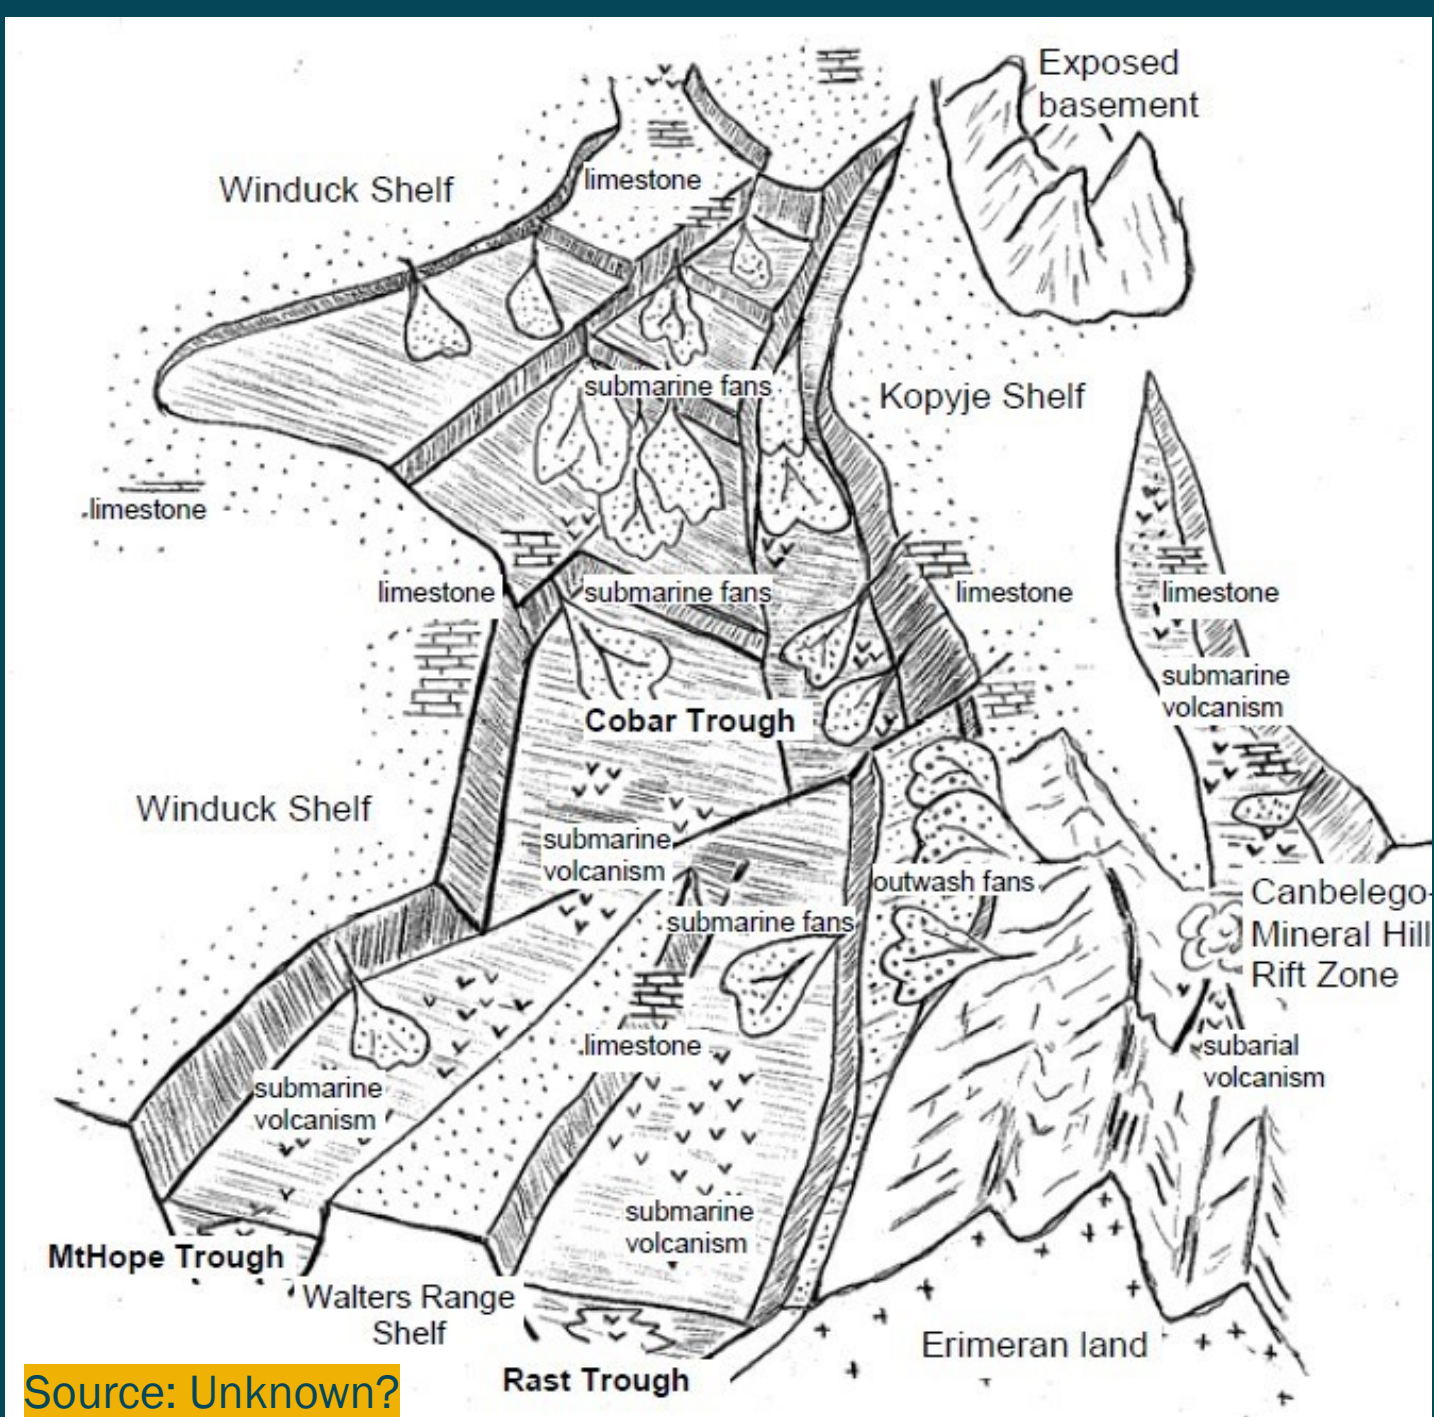 Exposed
basement
Winduck Shelf
limestone
submarine fans
Kopyje Shelf
limestone
limestone
submarine fans
limestone
limestone
submarine
volcanism
Cobar Trough
Winduck Shelf
submarine
volcanism
outwash fans
submarine fans
Canbelego-
Mineral Hill
Rift Zone
limestone
subarial
volcanism
submarine
volcanism
submarine
volcanism
MtHope Trough
Walters Range
Shelf
Erimeran land
Rast Trough
Source: Unknown?